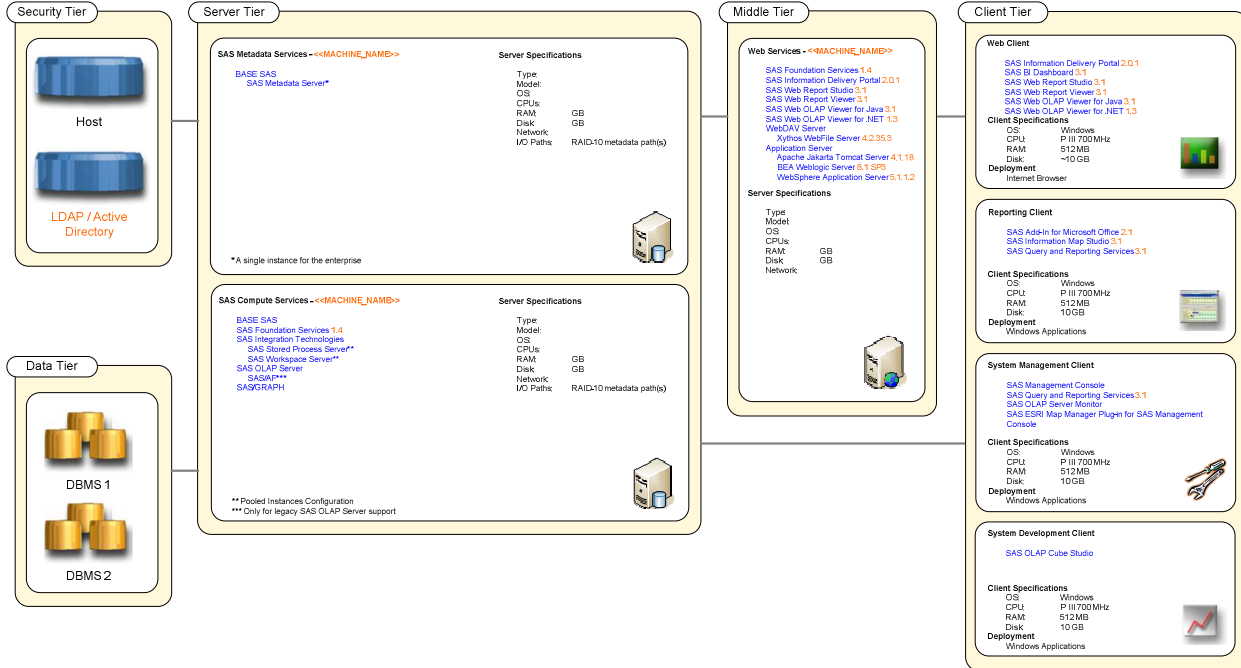 Security Tier
Host
LDAP / Active
Directory
Data Tier
DBMS 1
DBMS 2
Server Tier
SAS Metadata Services - <<MACHINE_NAME>>
BASE SAS
SAS Metadata Server*
Server Specifications
Type:
Model:
OS:
CPUs:
RAM: GB
Disk: GB
Network:
I/O Paths: RAID-10 metadata path(s)
*A single instance for the enterprise
SAS Compute Services - <<MACHINE_NAME>>
BASE SAS
SAS Foundation Services 1.4
SAS Integration Technologies
SAS Stored Process Server**
SAS Workspace Server**
SAS OLAP Server
SAS/AF***
SAS/GRAPH
Server Specifications
Type:
Model:
OS:
CPUs:
RAM: GB
Disk: GB
Network:
I/O Paths: RAID-10 metadata path(s)
** Pooled Instances Configuration
*** Only for legacy SAS OLAP Server support
Middle Tier
Web Services - <<MACHINE_NAME>>
SAS Foundation Services 1.4
SAS Information Delivery Portal 2.0.1
SAS Web Report Studio 3.1
SAS Web Report Viewer 3.1
SAS Web OLAP Viewer for Java 3.1
SAS Web OLAP Viewer for .NET 1.3
WebDAV Server
Xythos WebFile Server 4.2.35.3
Application Server
Apache Jakarta Tomcat Server 4.1.18
BEA Weblogic Server 8.1 SP3
WebSphere Application Server 5.1.1.2
Server Specifications
Type:
Model:
OS:
CPUs:
RAM: GB
Disk: GB
Network:
Client Tier
Web Client
SAS Information Delivery Portal 2.0.1
SAS BI Dashboard 3.1
SAS Web Report Studio 3.1
SAS Web Report Viewer 3.1
SAS Web OLAP Viewer for Java 3.1
SAS Web OLAP Viewer for .NET 1.3
Client Specifications
OS: Windows
CPU: P III 700 MHz
RAM: 512 MB
Disk: ~10 GB
Deployment
Internet Browser
Reporting Client
SAS Add-In for Microsoft Office 2.1
SAS Information Map Studio 3.1
SAS Query and Reporting Services 3.1
Client Specifications
OS: Windows
CPU: P III 700 MHz
RAM: 512 MB
Disk: 10 GB
Deployment
Windows Applications
System Management Client
SAS Management Console
SAS Query and Reporting Services 3.1
SAS OLAP Server Monitor
SAS ESRI Map Manager Plug-in for SAS Management
Console
Client Specifications
OS: Windows
CPU: P III 700 MHz
RAM: 512 MB
Disk: 10 GB
Deployment
Windows Applications
System Development Client
SAS OLAP Cube Studio
Client Specifications
OS: Windows
CPU: P III 700 MHz
RAM: 512 MB
Disk: 10 GB
Deployment
Windows Applications